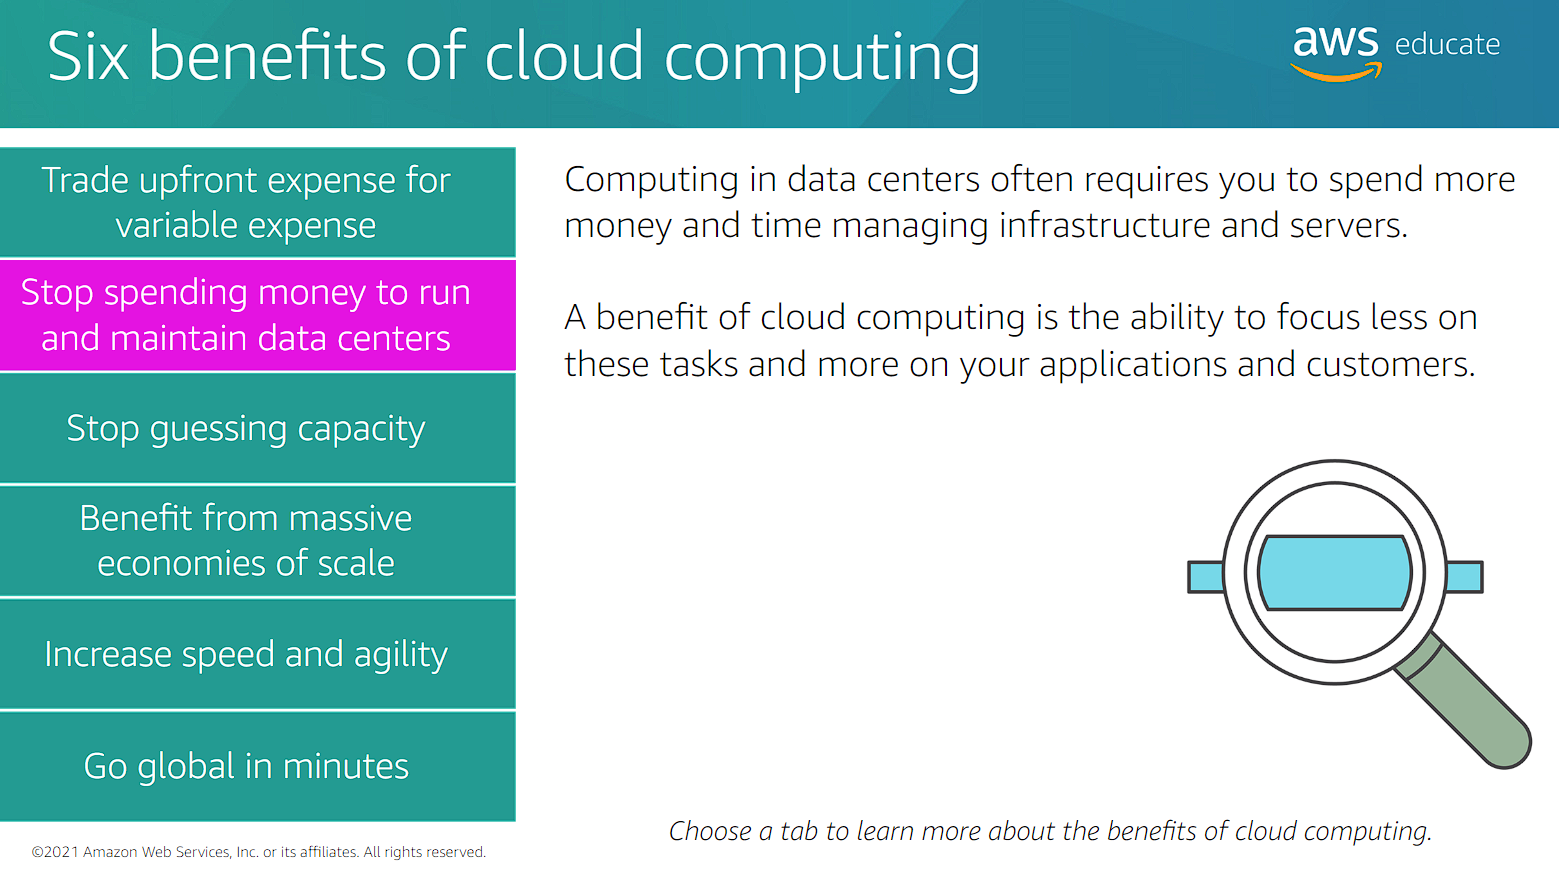 Six benefits of cloud computing
aws educate
Trade upfront expense for
variable expense
Stop spending money to run
and maintain data centers
Stop guessing capacity
Benefit from massive
economies of scale
Increase speed and agility
Go global in minutes
Computing in data centers often requires you to spend more
money and time managing infrastructure and servers.
A benefit of cloud computing is the ability to focus less on
these tasks and more on your applications and customers.
Choose a tab to learn more about the benefits of cloud computing.
©2021 Amazon Web Services, Inc. or its affiliates. All rights reserved.